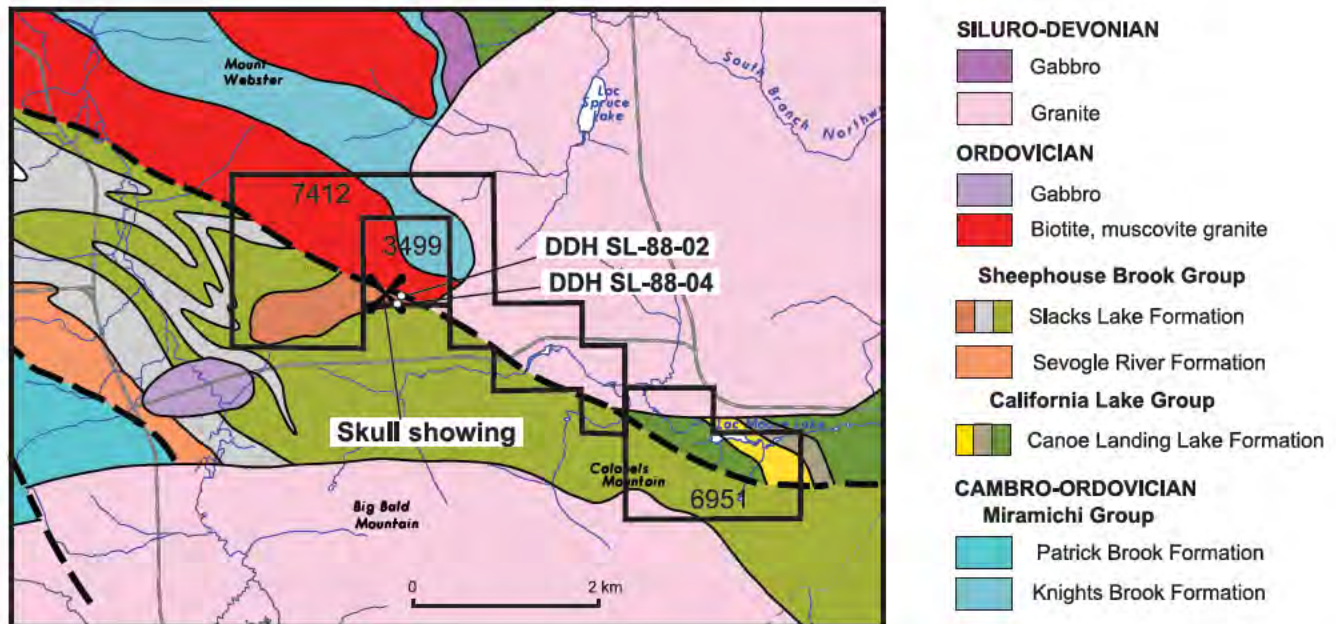 Mount
Webster
Loc
Spruce
Lake
South
Branch
Northw
7412
3499
DDH SL-88-02
DDH SL-88-04
Skull showing
Colonels
Mountain
6951
Big Bald
Mountain
0 2 km
SILURO-DEVONIAN
Gabbro
Granite
ORDOVICIAN
Gabbro
Biotite, muscovite granite
Sheephouse Brook Group
Slacks Lake Formation
Sevogle River Formation
California Lake Group
Canoe Landing Lake Formation
CAMBRO-ORDOVICIAN
Miramichi Group
Patrick Brook Formation
Knights Brook Formation